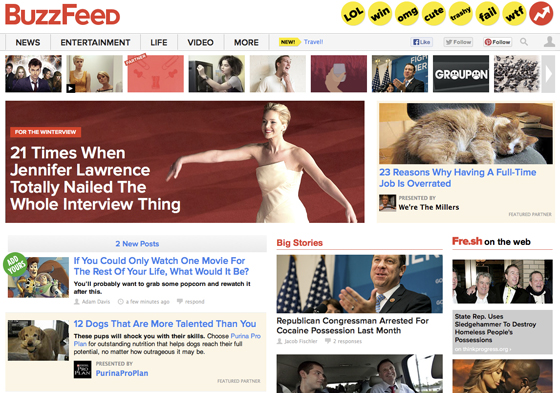 BUZZFEED
LOL
win
omg
cute
trashy
fail
wtf
NEWS
ENTERTAINMENT
LIFE
VIDEO
MORE
NEW!
Travel!
Like
Follow
Follow
PARTNER
FIGHTER
GROUPON
FOR THE WINTERVIEW
21 Times When
Jennifer Lawrence
Totally Nailed The
Whole Interview Thing
23 Reasons Why Having A Full-Time
Job Is Overrated
PRESENTED BY
We're The Millers
FEATURED PARTNER
2 New Posts
ADD YOURS
If You Could Only Watch One Movie For
The Rest Of Your Life, What Would It Be?
You'll probably want to grab some popcorn and rewatch it
after this.
Adam Davis
a few minutes ago
respond
12 Dogs That Are More Talented Than You
These pups will shock you with their skills. Choose Purina Pro
Plan for outstanding nutrition that helps dogs reach their full
potential, no matter how outrageous it may be.
PRO PLAN
PRESENTED BY
PurinaProPlan
FEATURED PARTNER
Big Stories
Republican Congressman Arrested For
Cocaine Possession Last Month
Jacob Fischler
2 responses
Fre.sh on the web
State Rep. Uses
Sledgehammer To Destroy
Homeless People's
Possessions
on thinkprogress.org ›